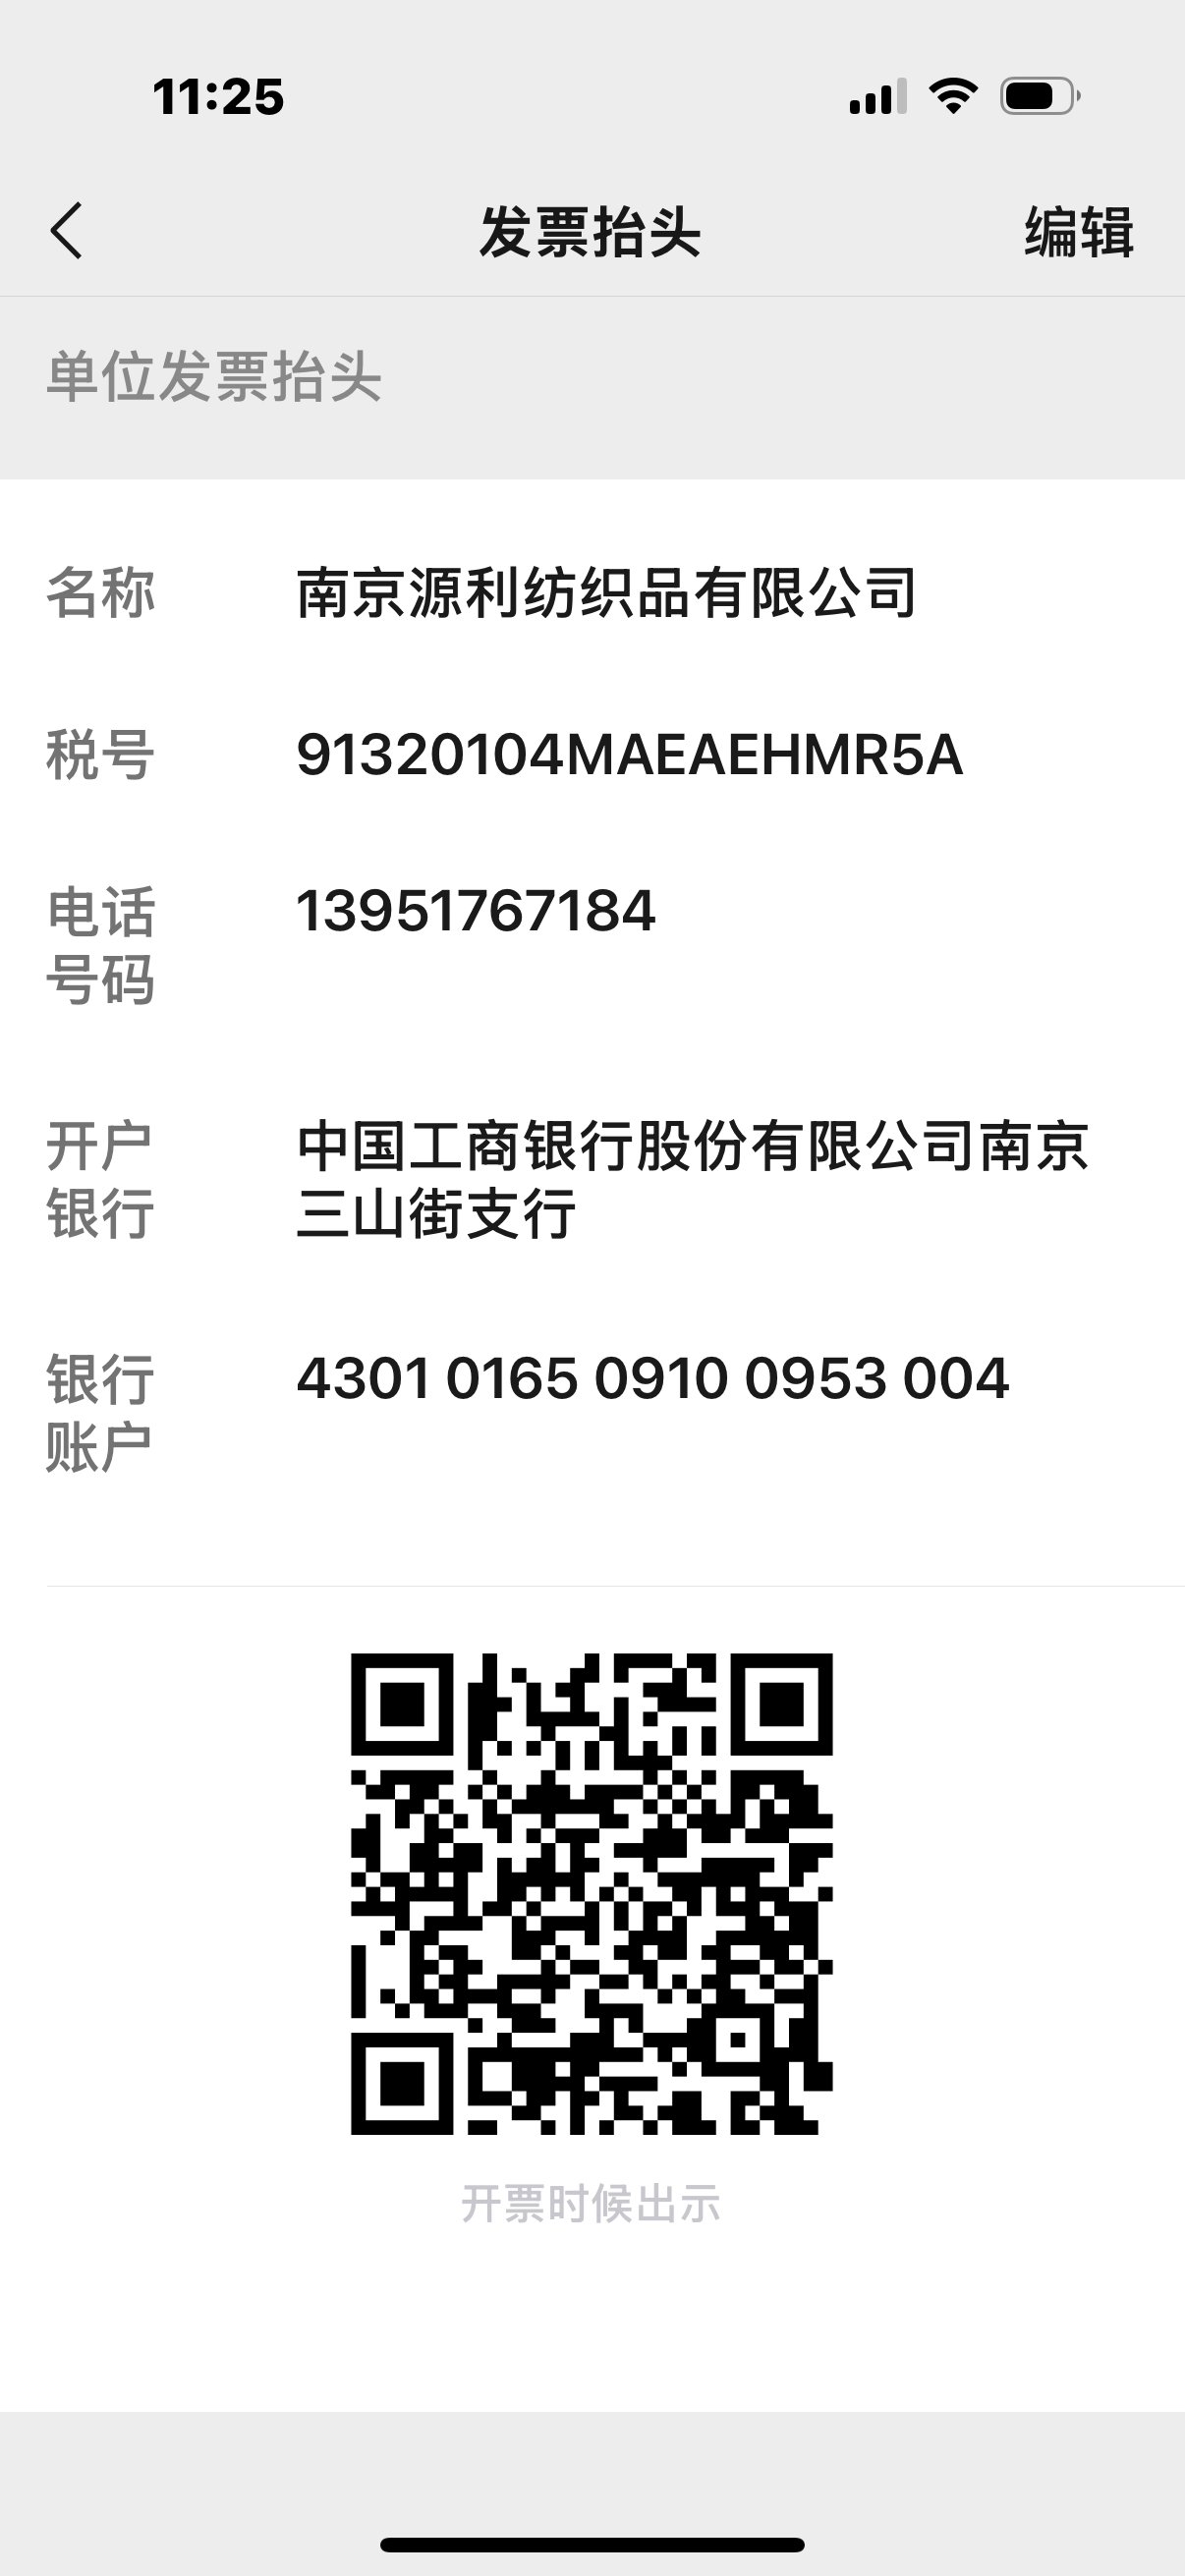 11:25
发票抬头
编辑
单位发票抬头
名称
南京源利纺织品有限公司
税号
91320104MAEAEHMR5A
电话
号码
13951767184
开户
银行
中国工商银行股份有限公司南京
三山街支行
银行
账户
4301 0165 0910 0953 004
开票时候出示